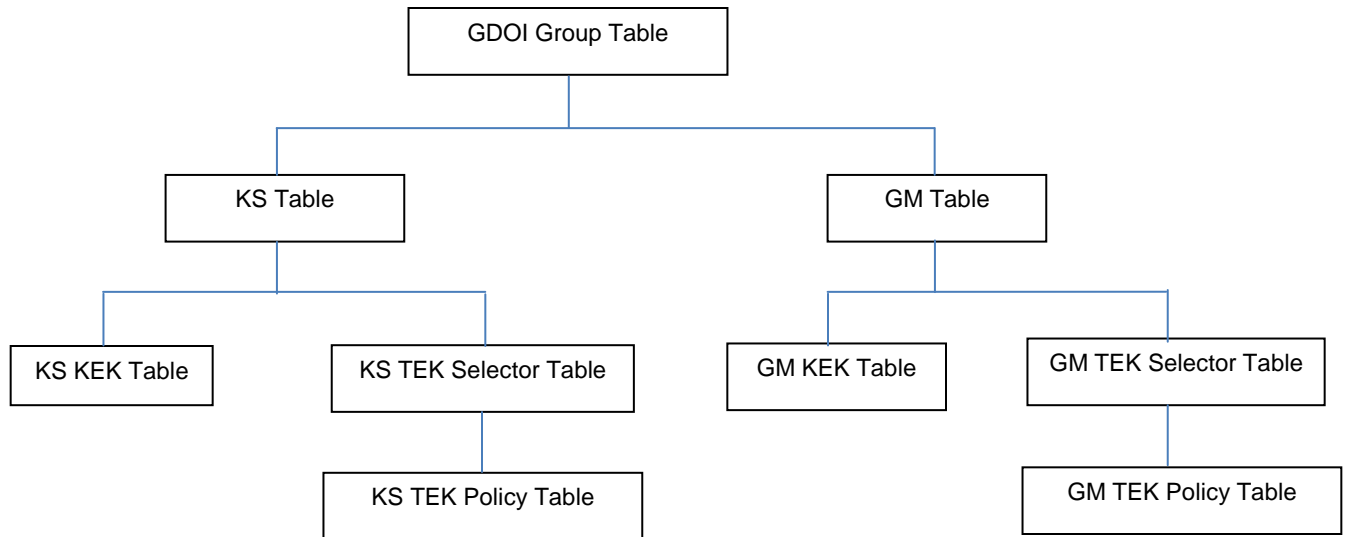 GDOI Group Table
KS Table
GM Table
KS KEK Table
KS TEK Selector Table
GM KEK Table
GM TEK Selector Table
KS TEK Policy Table
GM TEK Policy Table